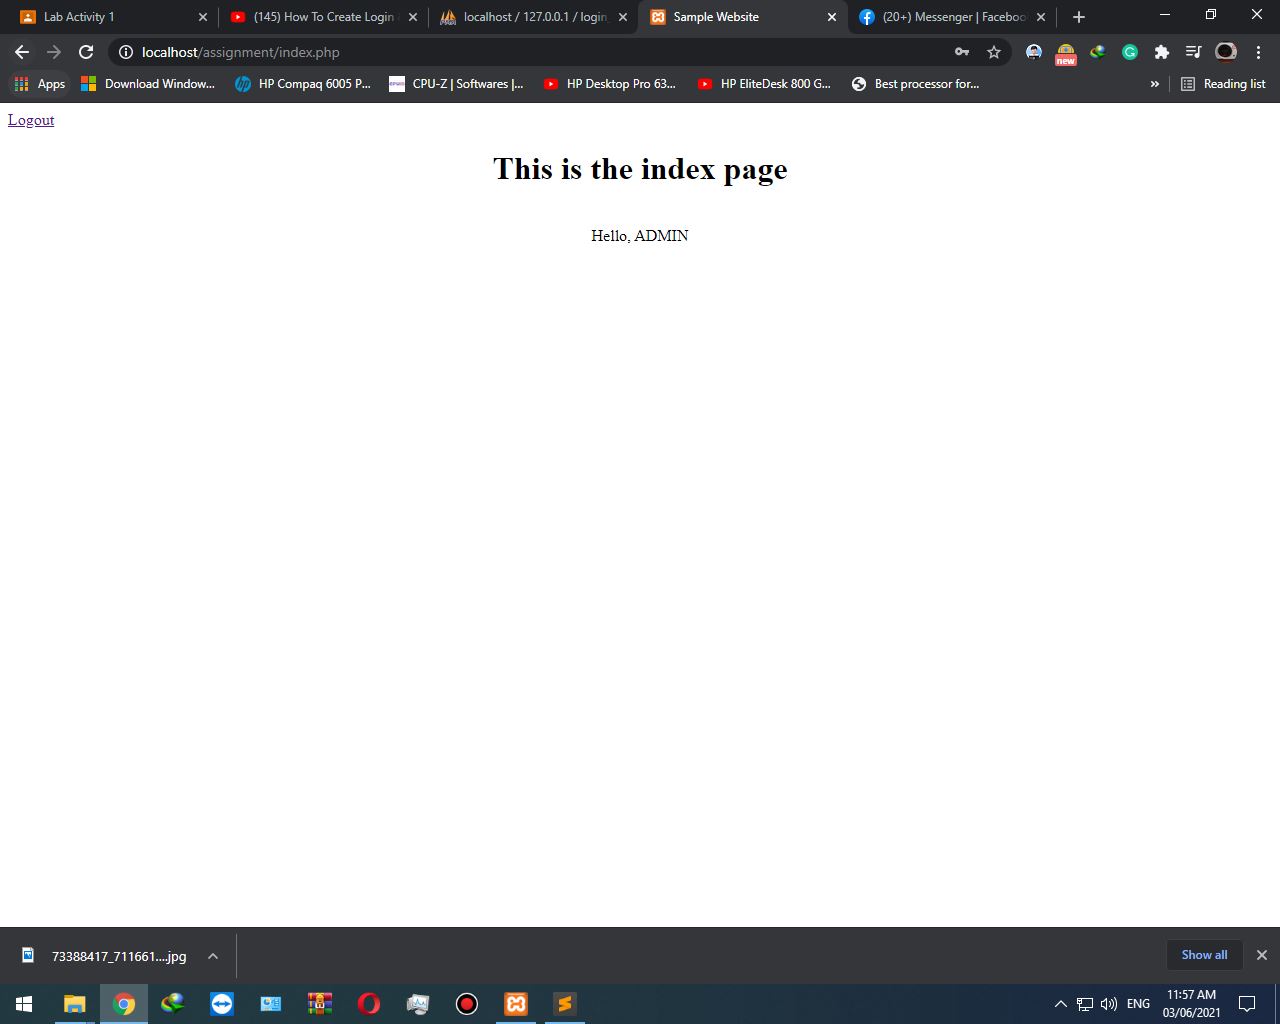 Lab Activity 1
(145) How To Create Login
localhost / 127.0.0.1 / login_
Sample Website
(20+) Messenger | Faceboo
localhost/assignment/index.php
new
Apps
Download Window...
HP Compaq 6005 P...
CPU-Z | Softwares |...
HP Desktop Pro 63...
HP EliteDesk 800 G...
Best processor for...
»
Reading list
Logout
This is the index page
Hello, ADMIN
73388417_711661....jpg
Show all
ENG
11:57 AM
03/06/2021